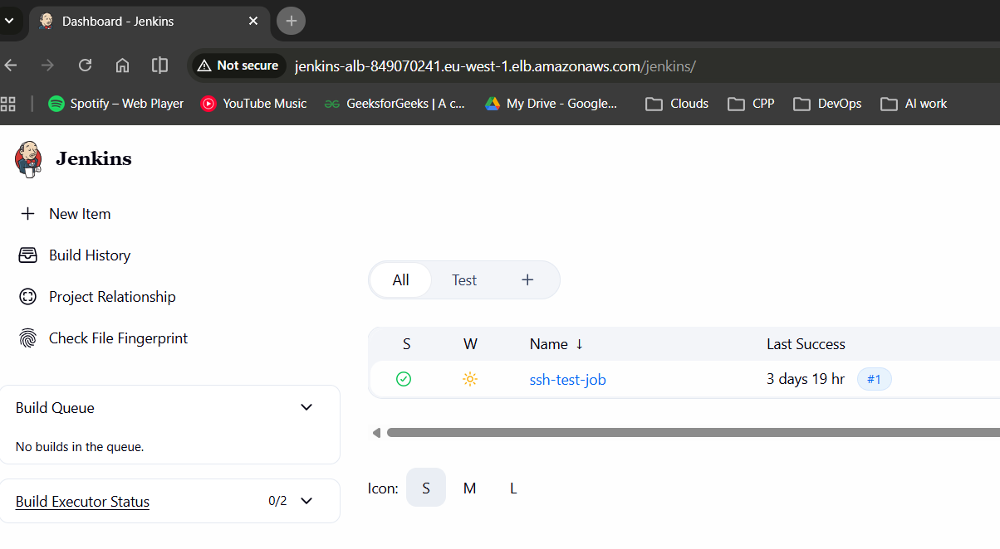 Dashboard - Jenkins
Not secure jenkins-alb-849070241.eu-west-1.elb.amazonaws.com/jenkins/
Spotify – Web Player YouTube Music GeeksforGeeks | A c... My Drive - Google... Clouds CPP DevOps AI work
Jenkins
New Item
Build History
Project Relationship
Check File Fingerprint
Build Queue
No builds in the queue.
Build Executor Status 0/2
All Test +
S W Name ↓ Last Success
ssh-test-job 3 days 19 hr #1
Icon: S M L